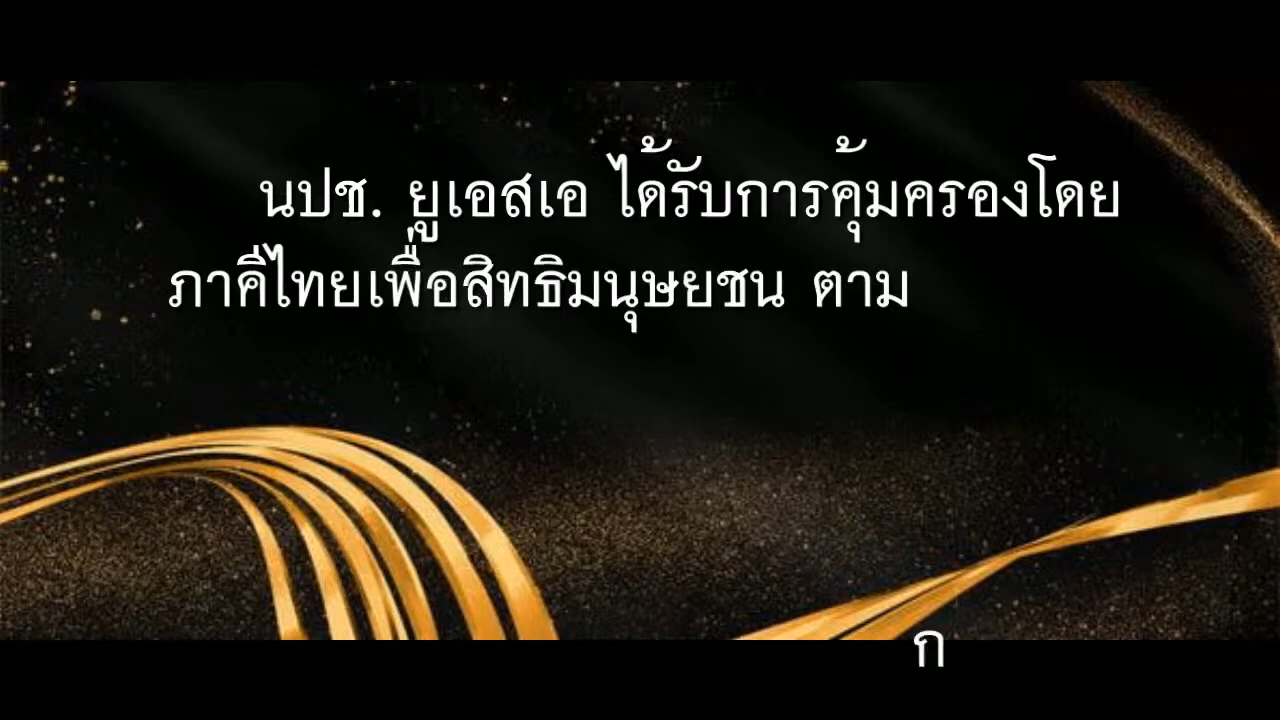 นปช. ยูเอสเอ ได้รับการคุ้มครองโดย
ภาคีไทยเพื่อสิทธิมนุษยชน ตาม
ก